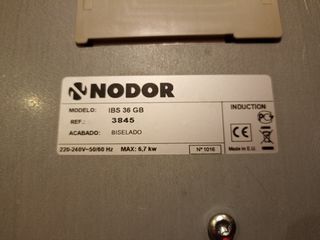 NODOR
MODELO: IBS 36 GB
REF.: 3845
ACABADO: BISELADO
INDUCTION
CE
Made in E.U.
220-240V~50/60 Hz MAX: 6,7 kw Nº 1016